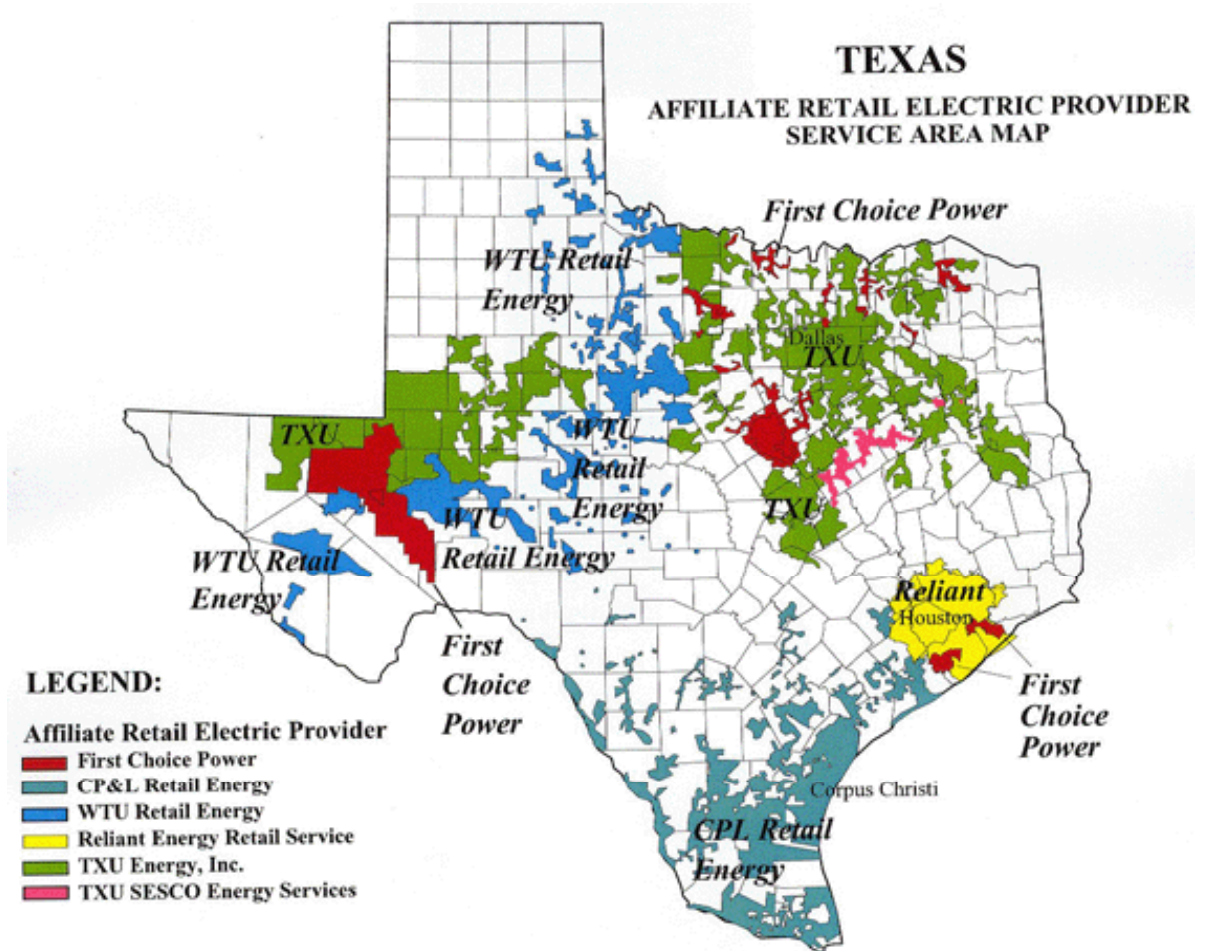 TEXAS
AFFILIATE RETAIL ELECTRIC PROVIDER
SERVICE AREA MAP
First Choice Power
WTU Retail
Energy
Dallas
TXU
TXU
WTU
Retail
Energy
TXU
WTU
Retail Energy
WTU Retail
Energy
Reliant
Houston
First
Choice
Power
First
Choice
Power
Corpus Christi
CPL Retail
Energy
LEGEND:
Affiliate Retail Electric Provider
First Choice Power
CP&L Retail Energy
WTU Retail Energy
Reliant Energy Retail Service
TXU Energy, Inc.
TXU SESCO Energy Services